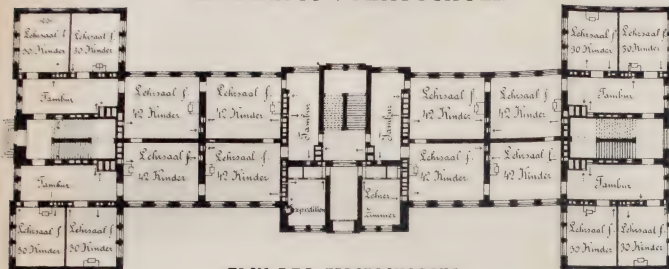 Lehrsaal f.
30 Kinder
Lehrsaal f.
30 Kinder
Tambur
Lehrsaal f.
42 Kinder
Lehrsaal f.
42 Kinder
Tambur
Tambur
Lehrsaal f.
42 Kinder
Lehrsaal f.
42 Kinder
Lehrsaal f.
30 Kinder
Lehrsaal f.
30 Kinder
Tambur
Lehrsaal f.
42 Kinder
Lehrsaal f.
42 Kinder
Expedition
Lehrer
Zimmer
Lehrsaal f.
42 Kinder
Lehrsaal f.
42 Kinder
Tambur
Tambur
Lehrsaal f.
30 Kinder
Lehrsaal f.
30 Kinder
Lehrsaal f.
30 Kinder
Lehrsaal f.
30 Kinder